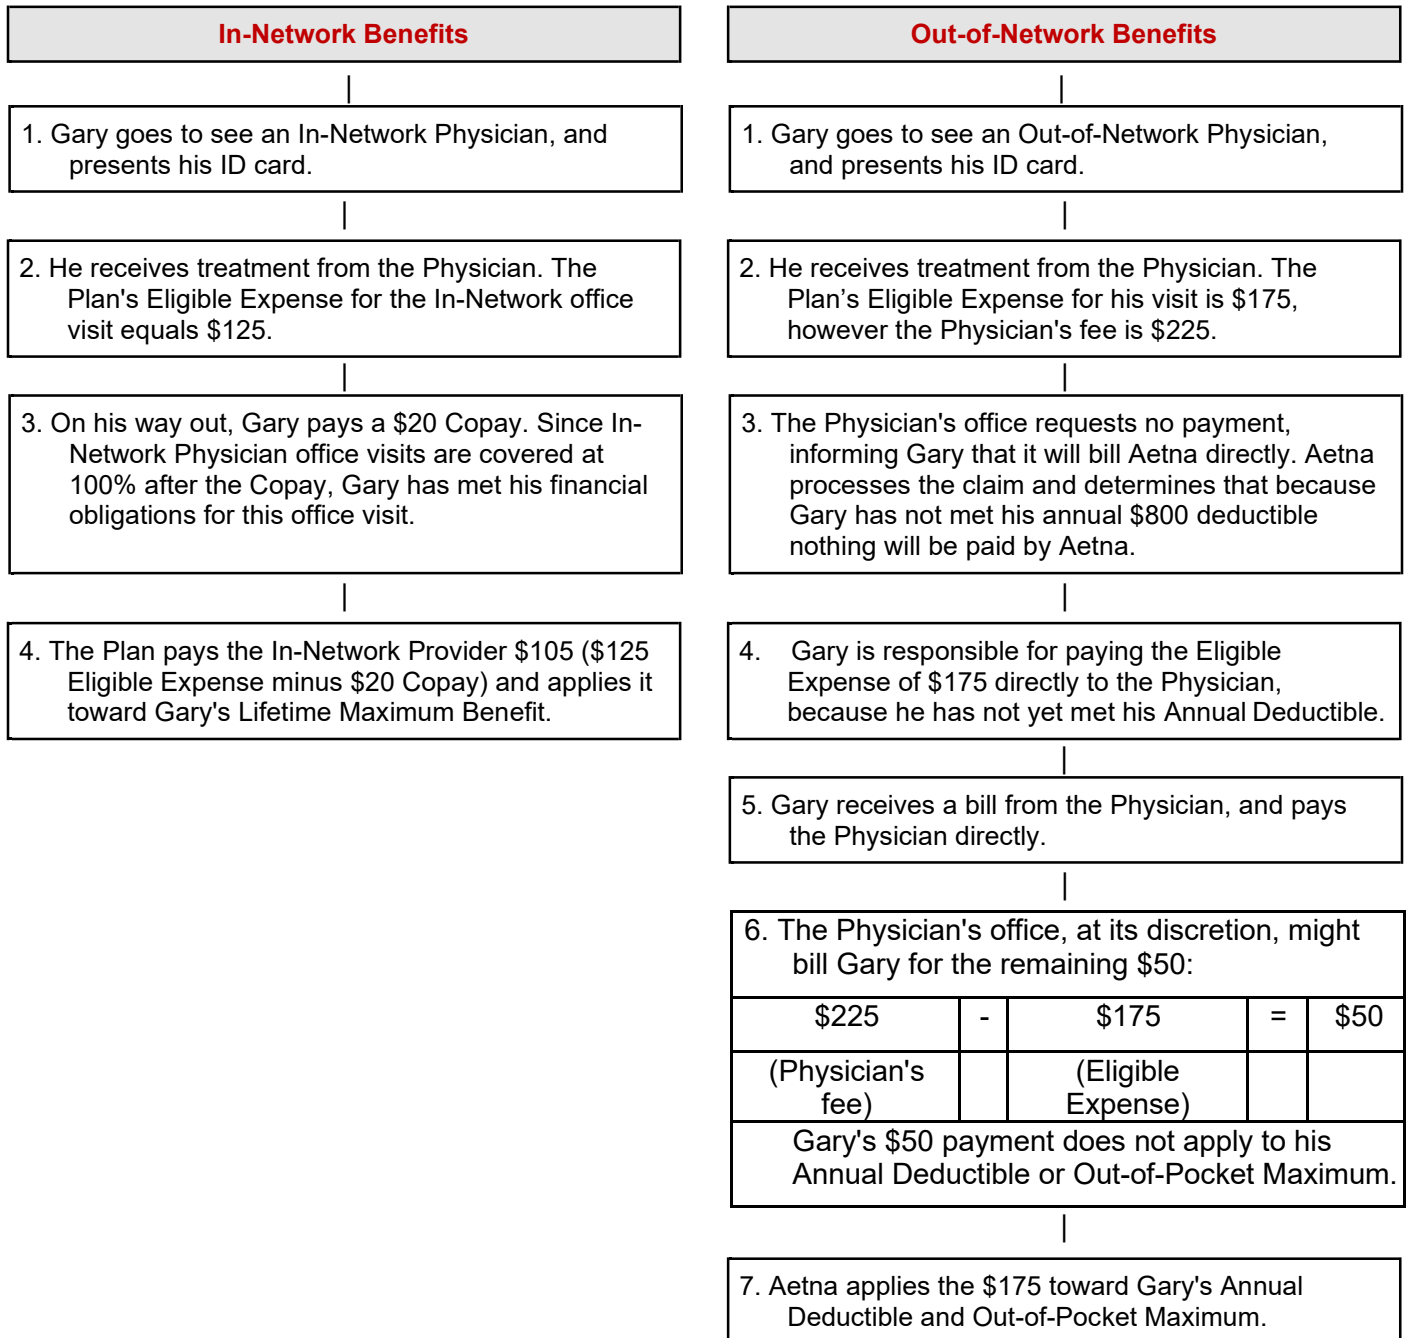 In-Network Benefits
1. Gary goes to see an In-Network Physician, and
presents his ID card.
2. He receives treatment from the Physician. The
Plan's Eligible Expense for the In-Network office
visit equals $125.
3. On his way out, Gary pays a $20 Copay. Since In-
Network Physician office visits are covered at
100% after the Copay, Gary has met his financial
obligations for this office visit.
4. The Plan pays the In-Network Provider $105 ($125
Eligible Expense minus $20 Copay) and applies it
toward Gary's Lifetime Maximum Benefit.
Out-of-Network Benefits
1. Gary goes to see an Out-of-Network Physician,
and presents his ID card.
2. He receives treatment from the Physician. The
Plan’s Eligible Expense for his visit is $175,
however the Physician's fee is $225.
3. The Physician's office requests no payment,
informing Gary that it will bill Aetna directly. Aetna
processes the claim and determines that because
Gary has not met his annual $800 deductible
nothing will be paid by Aetna.
4. Gary is responsible for paying the Eligible
Expense of $175 directly to the Physician,
because he has not yet met his Annual Deductible.
5. Gary receives a bill from the Physician, and pays
the Physician directly.
6. The Physician's office, at its discretion, might
bill Gary for the remaining $50:
$225 - $175 = $50
(Physician's (Eligible
fee) Expense)
Gary's $50 payment does not apply to his
Annual Deductible or Out-of-Pocket Maximum.
7. Aetna applies the $175 toward Gary's Annual
Deductible and Out-of-Pocket Maximum.